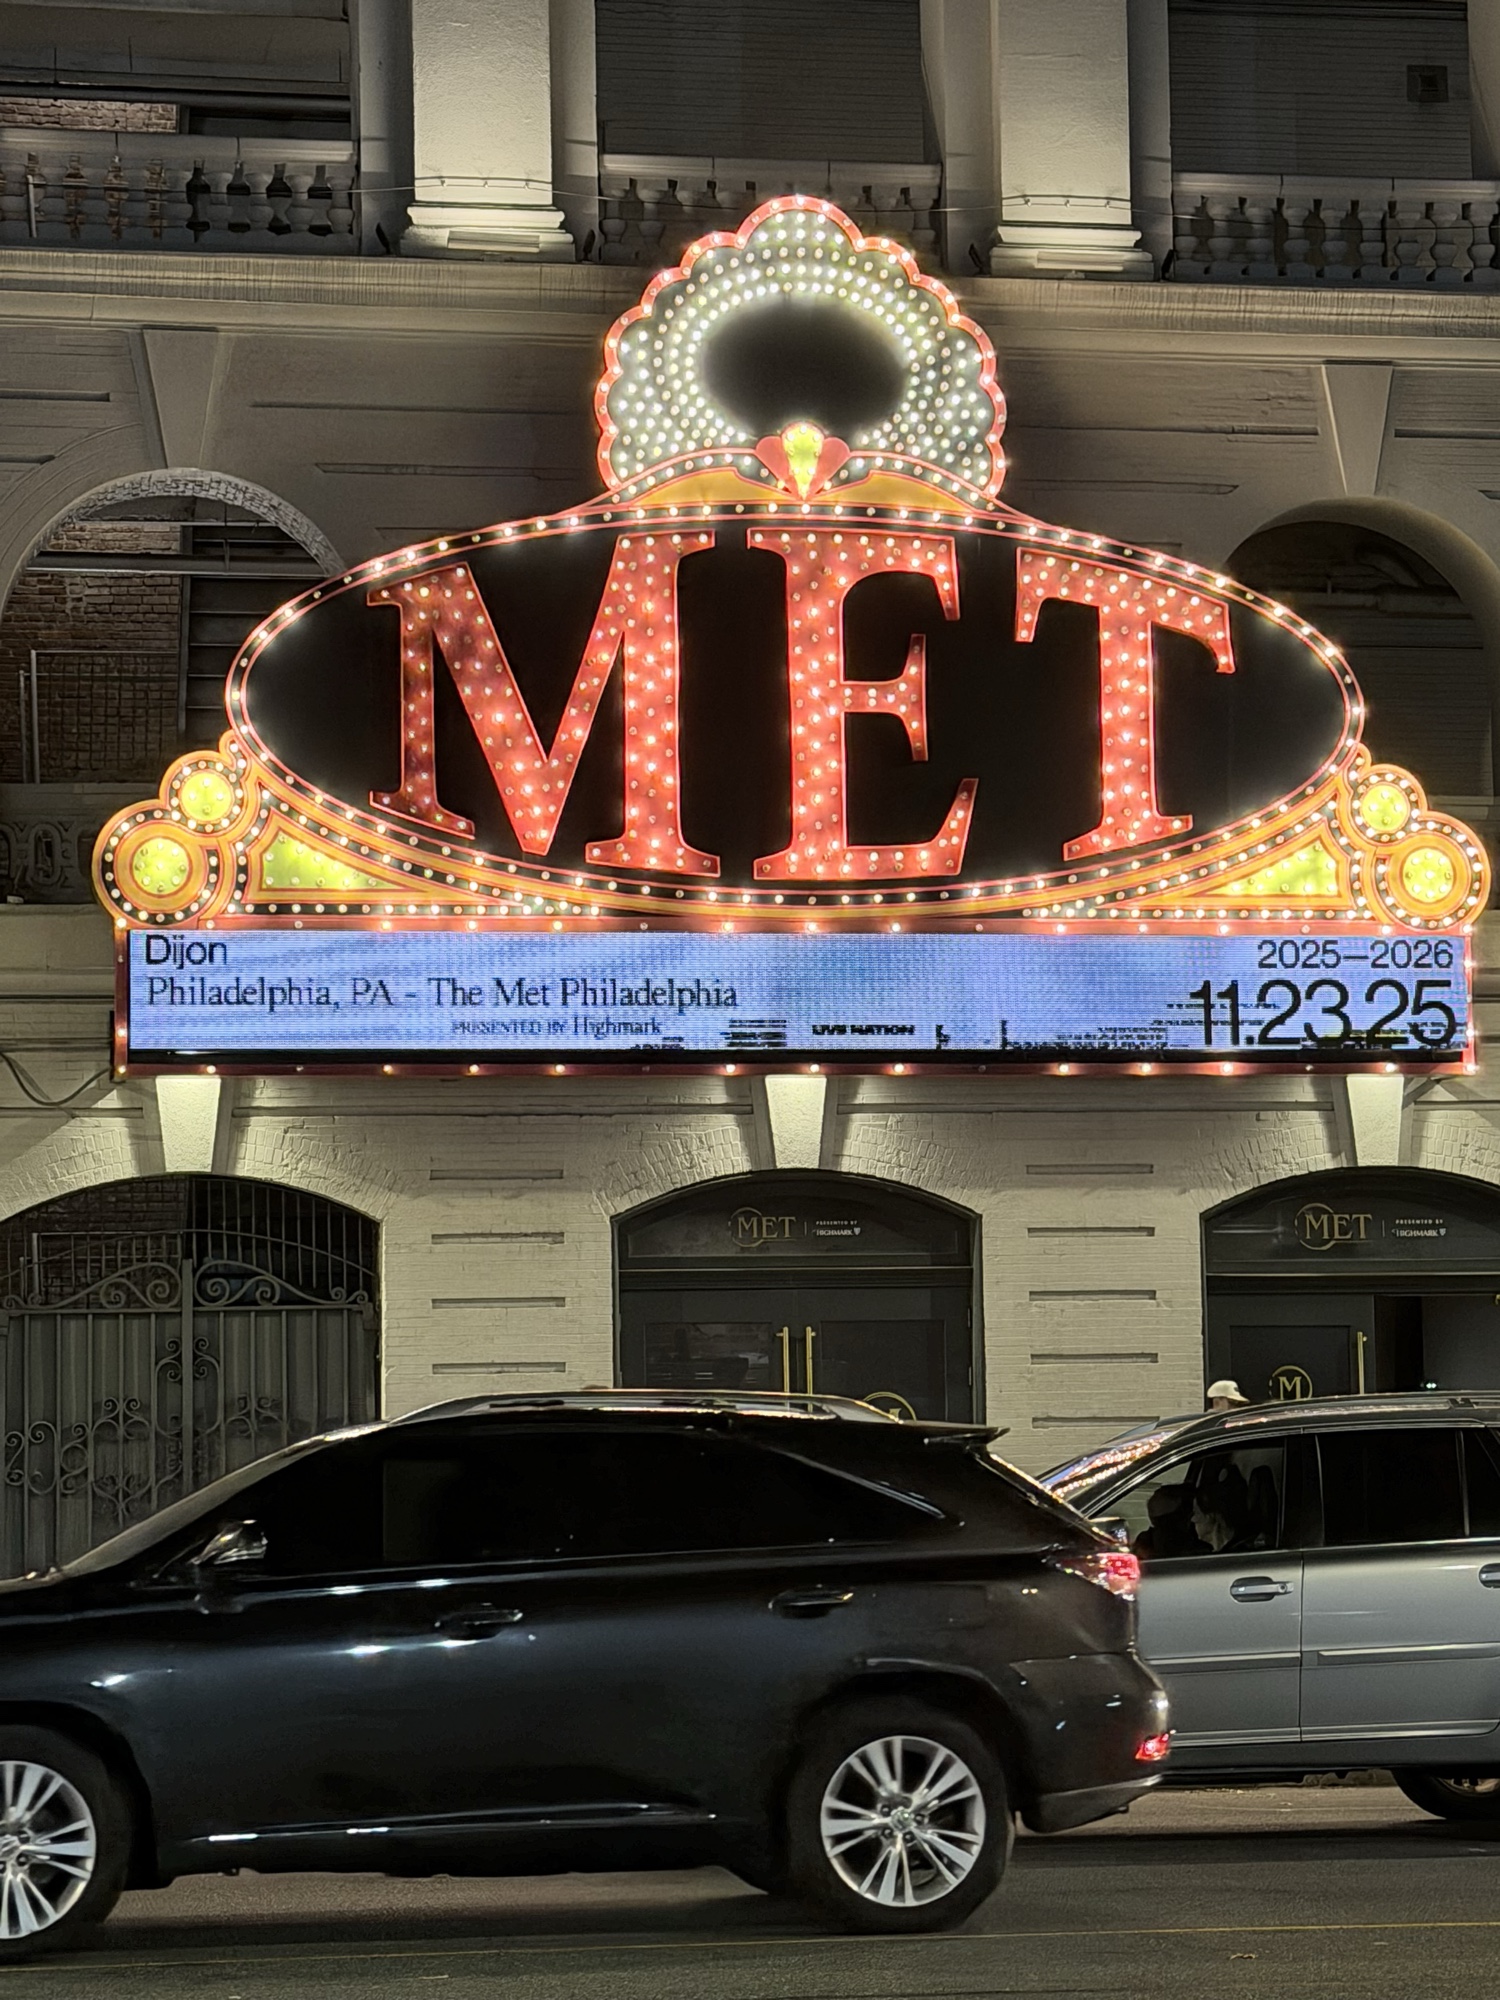 MET
Dijon
2025–2026
Philadelphia, PA - The Met Philadelphia
11.23.25
PRESENTED BY Highmark
LIVE NATION
MET | PRESENTED BY HIGHMARK
MET | PRESENTED BY HIGHMARK
M
M